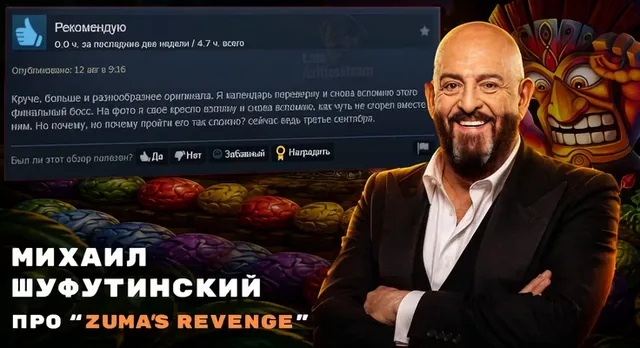 Рекомендую
0.0 ч. за последние две недели / 4.7 ч. всего
Опубликовано: 12 авг в 9:16
Круче, больше и разнообразнее оригинала. Я календарь переверну и снова вспомню этого
финальный босс. На фото я своё кресло взгляну и снова вспомню, как чуть не сгорел вместе с
ним. Но почему, но почему пройти его так сложно? сейчас ведь третье сентября.
Был ли этот обзор полезен? Да Нет Забавный Наградить
МИХАИЛ
ШУФУТИНСКИЙ
ПРО “ZUMA'S REVENGE”